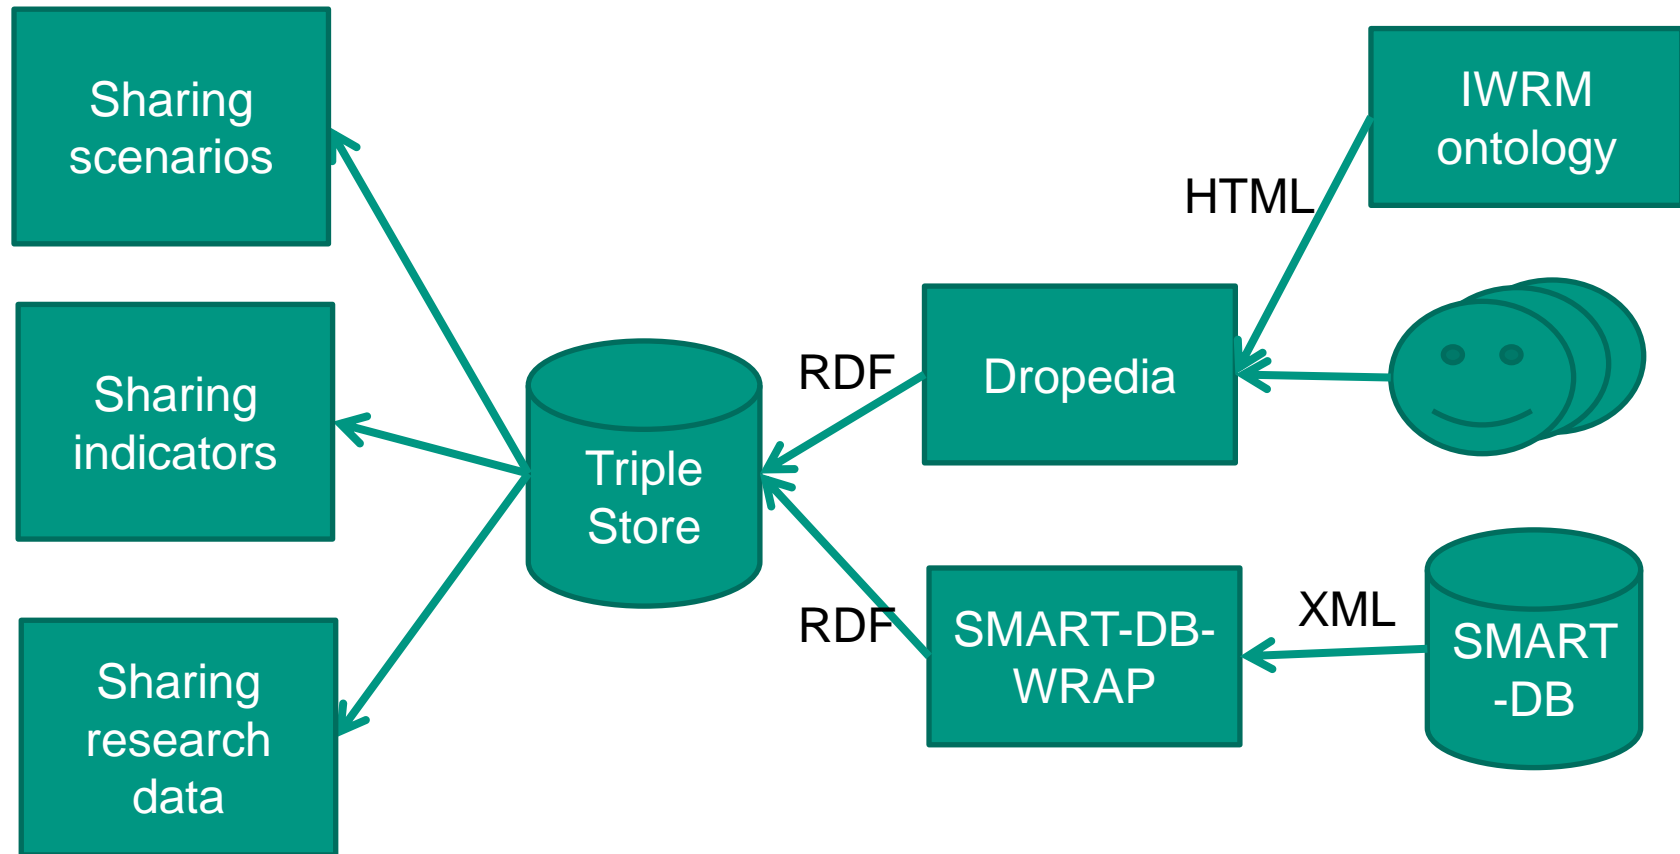 Sharing
scenarios
Sharing
indicators
Sharing
research
data
Triple
Store
RDF
RDF
Dropedia
SMART-DB-
WRAP
HTML
XML
IWRM
ontology
SMART
-DB